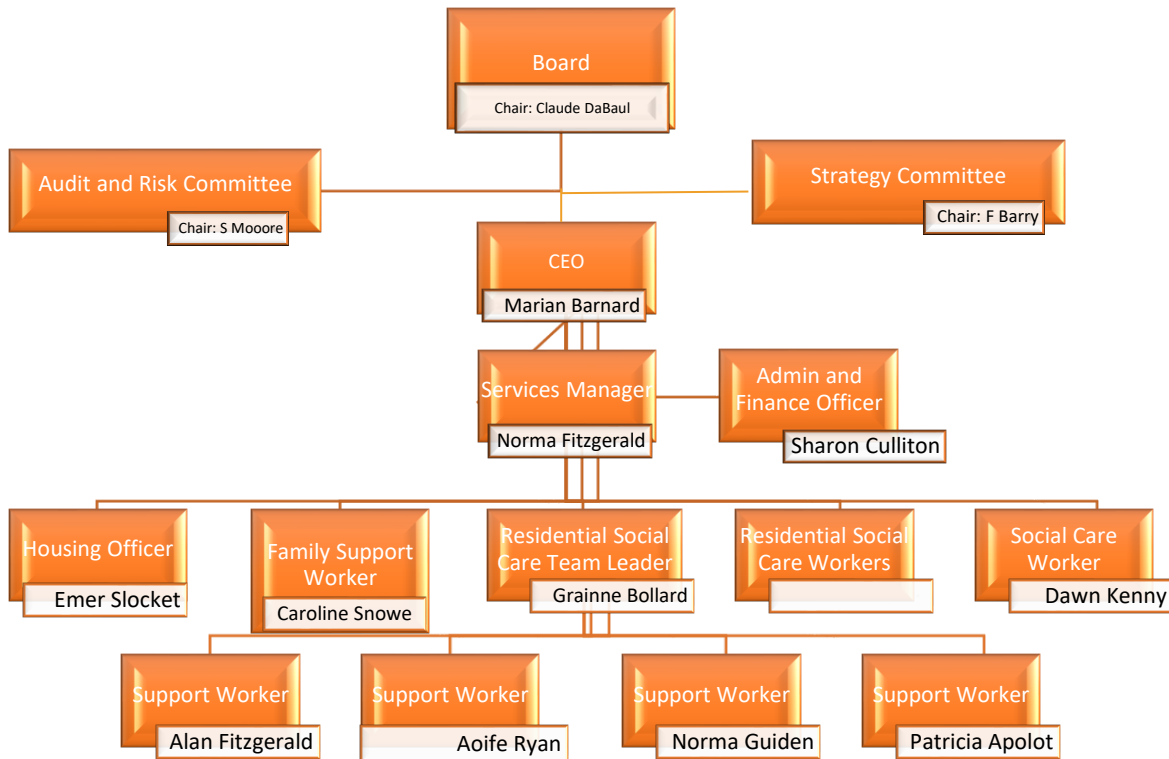 Board
Chair: Claude DaBaul
Audit and Risk Committee
Chair: S Mooore
Strategy Committee
Chair: F Barry
CEO
Marian Barnard
Services Manager
Norma Fitzgerald
Admin and
Finance Officer
Sharon Culliton
Housing Officer
Emer Slocket
Family Support
Worker
Caroline Snowe
Residential Social
Care Team Leader
Grainne Bollard
Residential Social
Care Workers
Social Care
Worker
Dawn Kenny
Support Worker
Alan Fitzgerald
Support Worker
Aoife Ryan
Support Worker
Norma Guiden
Support Worker
Patricia Apolot